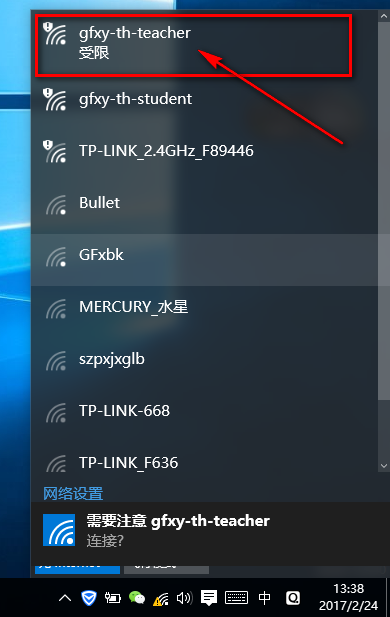 gfxy-th-teacher
受限
gfxy-th-student
TP-LINK_2.4GHz_F89446
Bullet
GFxbk
MERCURY_水星
szpxjxglb
TP-LINK-668
TP-LINK_F636
网络设置
需要注意 gfxy-th-teacher
连接?
中
13:38
2017/2/24